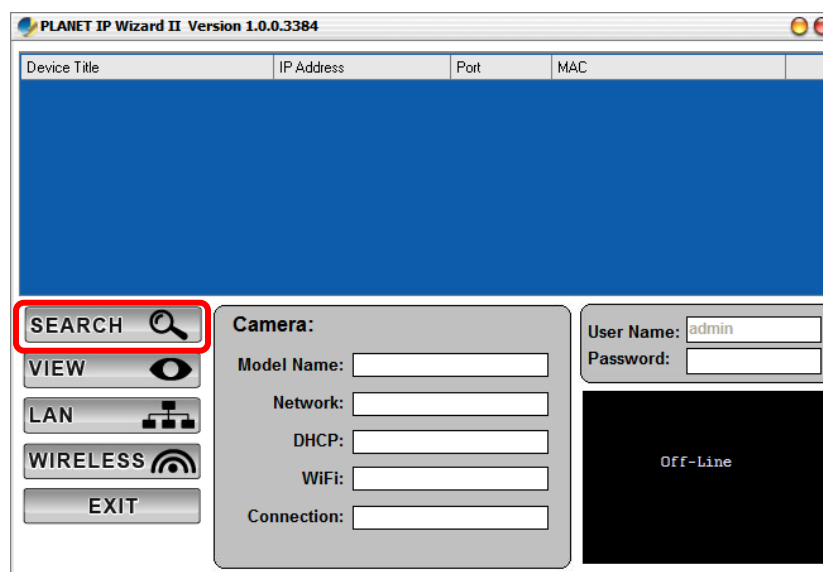 PLANET IP Wizard II Version 1.0.0.3384
Device Title IP Address Port MAC
SEARCH
VIEW
LAN
WIRELESS
EXIT
Camera:
Model Name:
Network:
DHCP:
WiFi:
Connection:
User Name: admin
Password:
Off-Line